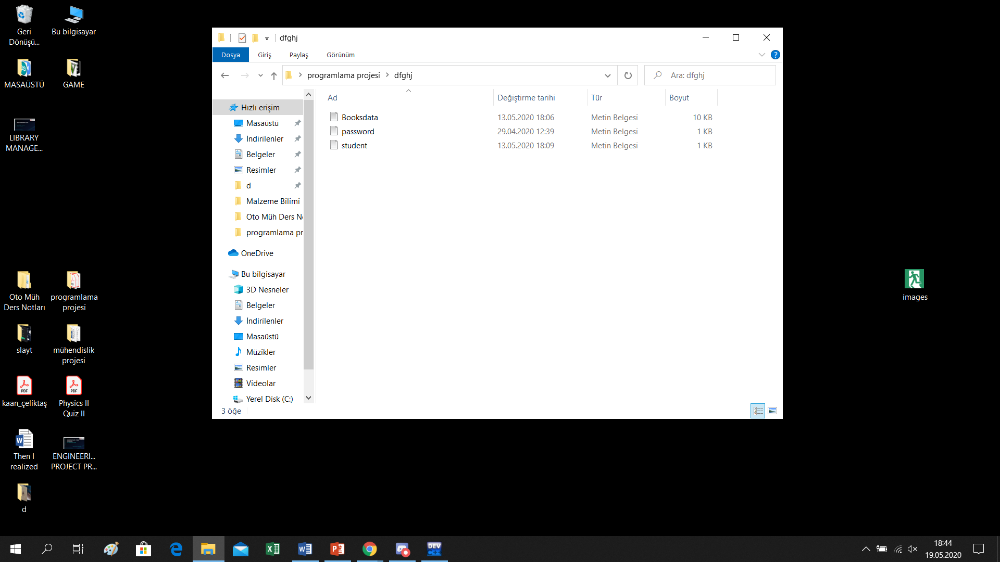 Geri
Dönüşü...
Bu bilgisayar
MASAÜSTÜ
GAME
LIBRARY
MANAGE...
Oto Müh
Ders Notları
programlama
projesi
slayt
mühendislik
projesi
kaan_çeliktaş
Physics II
Quiz II
Then I
realized
ENGINEERI...
PROJECT PR...
d
dfghj
Dosya
Giriş
Paylaş
Görünüm
programlama projesi
dfghj
Ara: dfghj
Ad
Değiştirme tarihi
Tür
Boyut
Booksdata
13.05.2020 18:06
Metin Belgesi
10 KB
password
29.04.2020 12:39
Metin Belgesi
1 KB
student
13.05.2020 18:09
Metin Belgesi
1 KB
Hızlı erişim
Masaüstü
İndirilenler
Belgeler
Resimler
d
Malzeme Bilimi
Oto Müh Ders N
programlama pr
OneDrive
Bu bilgisayar
3D Nesneler
Belgeler
İndirilenler
Masaüstü
Müzikler
Resimler
Videolar
Yerel Disk (C:)
3 öğe
images
DEV
C++
18:44
19.05.2020